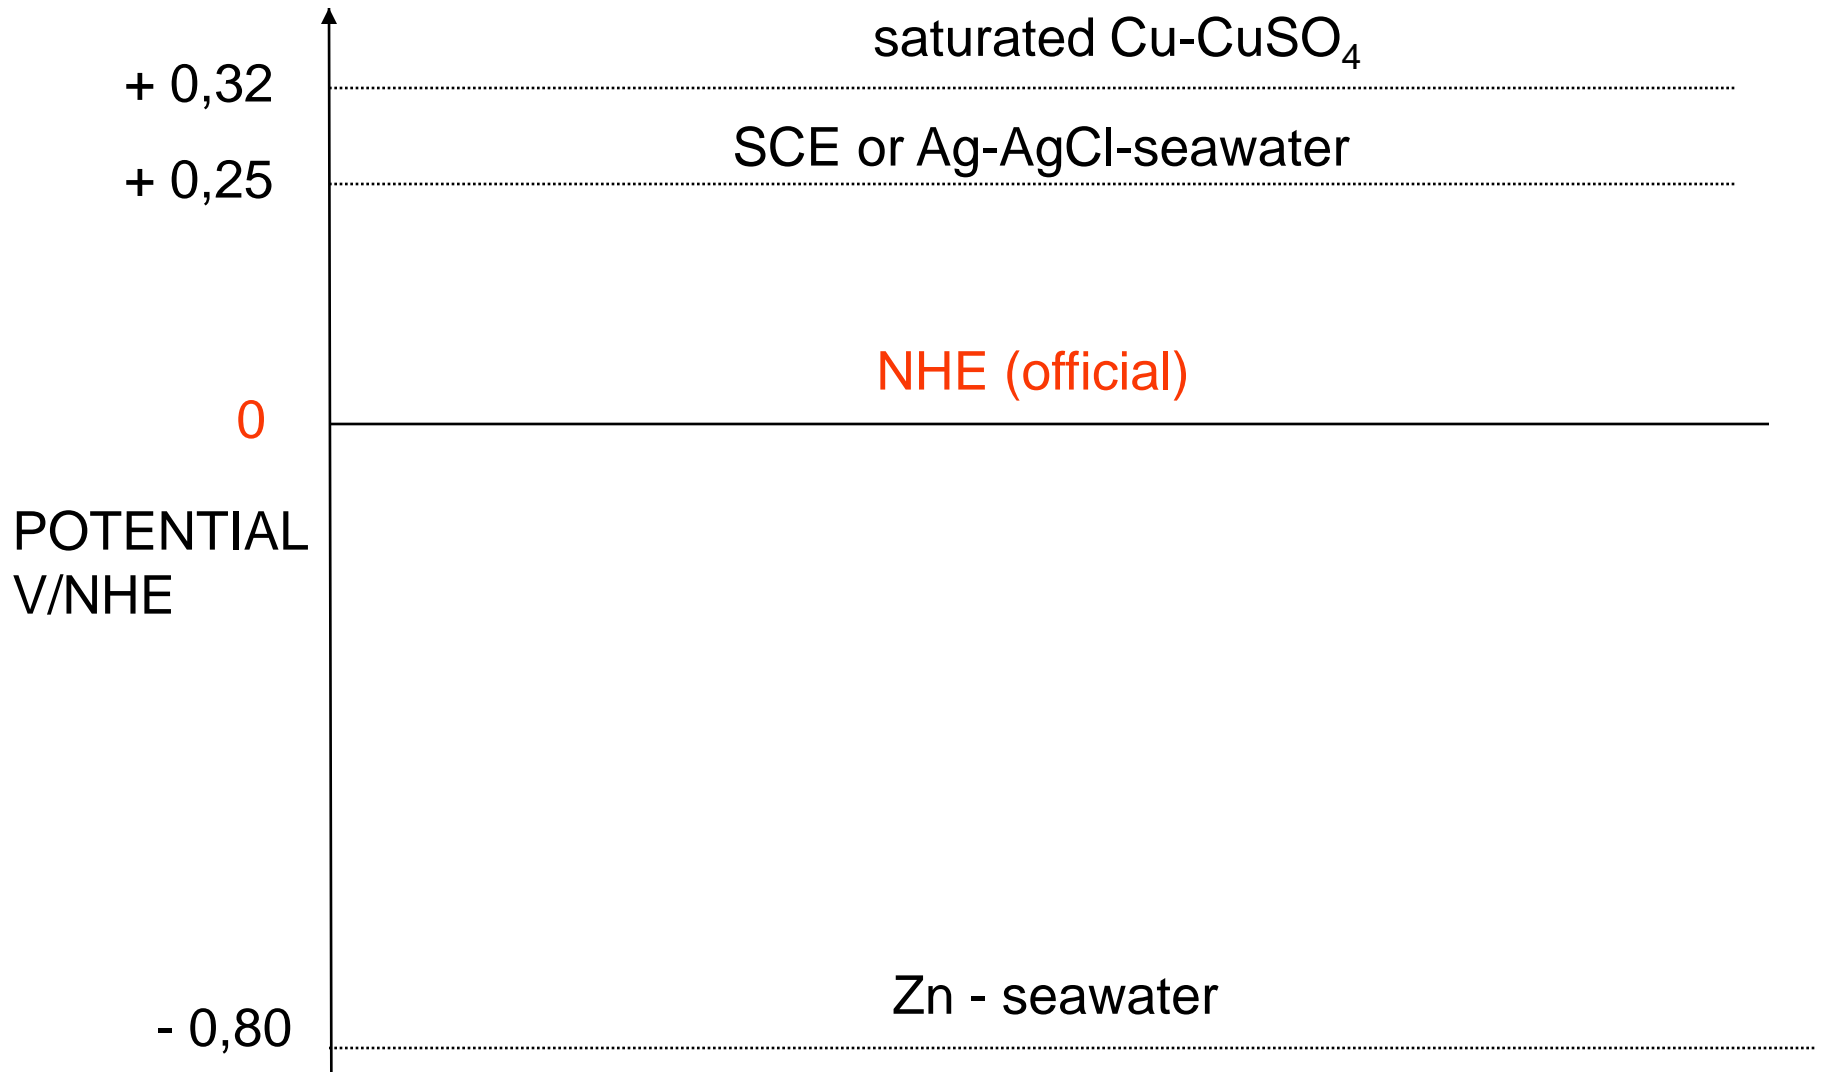 saturated Cu-CuSO₄
+ 0,32
SCE or Ag-AgCl-seawater
+ 0,25
NHE (official)
0
POTENTIAL
V/NHE
Zn - seawater
- 0,80